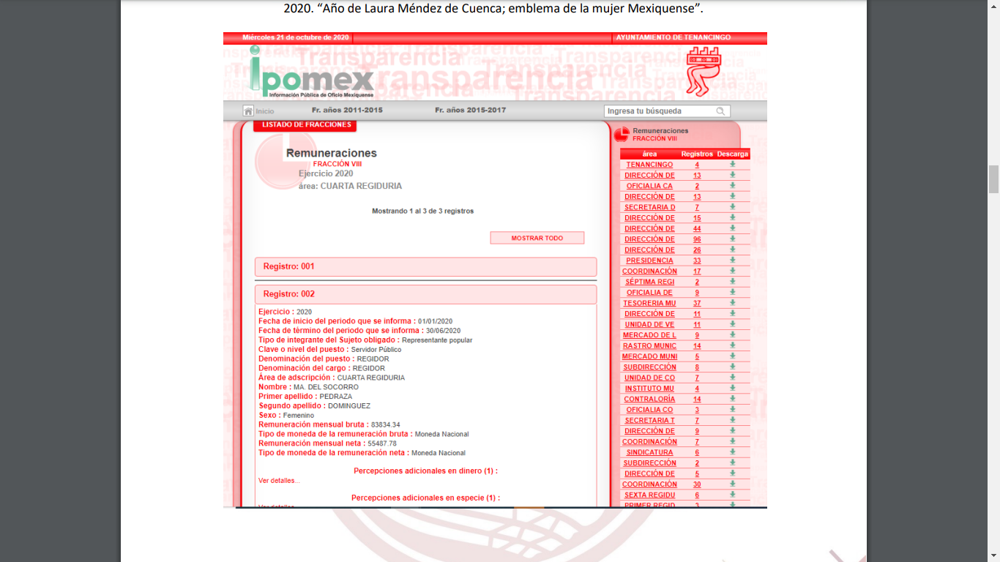 2020. “Año de Laura Méndez de Cuenca; emblema de la mujer Mexiquense”.
Miércoles 21 de octubre de 2020
AYUNTAMIENTO DE TENANCINGO
ipomex
Información Pública de Oficio Mexiquense
Transparencia
Inicio
Fr. años 2011-2015
Fr. años 2015-2017
Ingresa tu búsqueda
LISTADO DE FRACCIONES
Remuneraciones
FRACCIÓN VIII
Ejercicio 2020
área: CUARTA REGIDURIA
Mostrando 1 al 3 de 3 registros
MOSTRAR TODO
Registro: 001
Registro: 002
Ejercicio : 2020
Fecha de inicio del periodo que se informa : 01/01/2020
Fecha de término del periodo que se informa : 30/06/2020
Tipo de integrante del Sujeto obligado : Representante popular
Clave o nivel del puesto : Servidor Público
Denominación del puesto : REGIDOR
Denominación del cargo : REGIDOR
Área de adscripción : CUARTA REGIDURIA
Nombre : MA. DEL SOCORRO
Primer apellido : PEDRAZA
Segundo apellido : DOMINGUEZ
Sexo : Femenino
Remuneración mensual bruta : 83834.34
Tipo de moneda de la remuneración bruta : Moneda Nacional
Remuneración mensual neta : 55487.78
Tipo de moneda de la remuneración neta : Moneda Nacional
Percepciones adicionales en dinero (1) :
Ver detalles...
Percepciones adicionales en especie (1) :
Ver detalles...
Remuneraciones
FRACCIÓN VIII
área Registros Descarga
TENANCINGO 4
DIRECCIÓN DE 13
OFICIALIA CA 2
DIRECCIÓN DE 13
SECRETARIA D 7
DIRECCIÓN DE 15
DIRECCIÓN DE 44
DIRECCIÓN DE 96
DIRECCIÓN DE 26
PRESIDENCIA 33
COORDINACIÓN 17
SÉPTIMA REGI 2
OFICIALIA DE 9
TESORERIA MU 37
DIRECCIÓN DE 11
UNIDAD DE VE 11
MERCADO DE L 9
RASTRO MUNIC 14
MERCADO MUNI 5
SUBDIRECCIÓN 8
UNIDAD DE CO 7
INSTITUTO MU 4
CONTRALORÍA 14
OFICIALIA CO 3
SECRETARIA T 7
DIRECCIÓN DE 9
COORDINACIÓN 7
SINDICATURA 6
SUBDIRECCIÓN 2
DIRECCIÓN DE 5
COORDINACIÓN 30
SEXTA REGIDU 6
PRIMER REGID 3